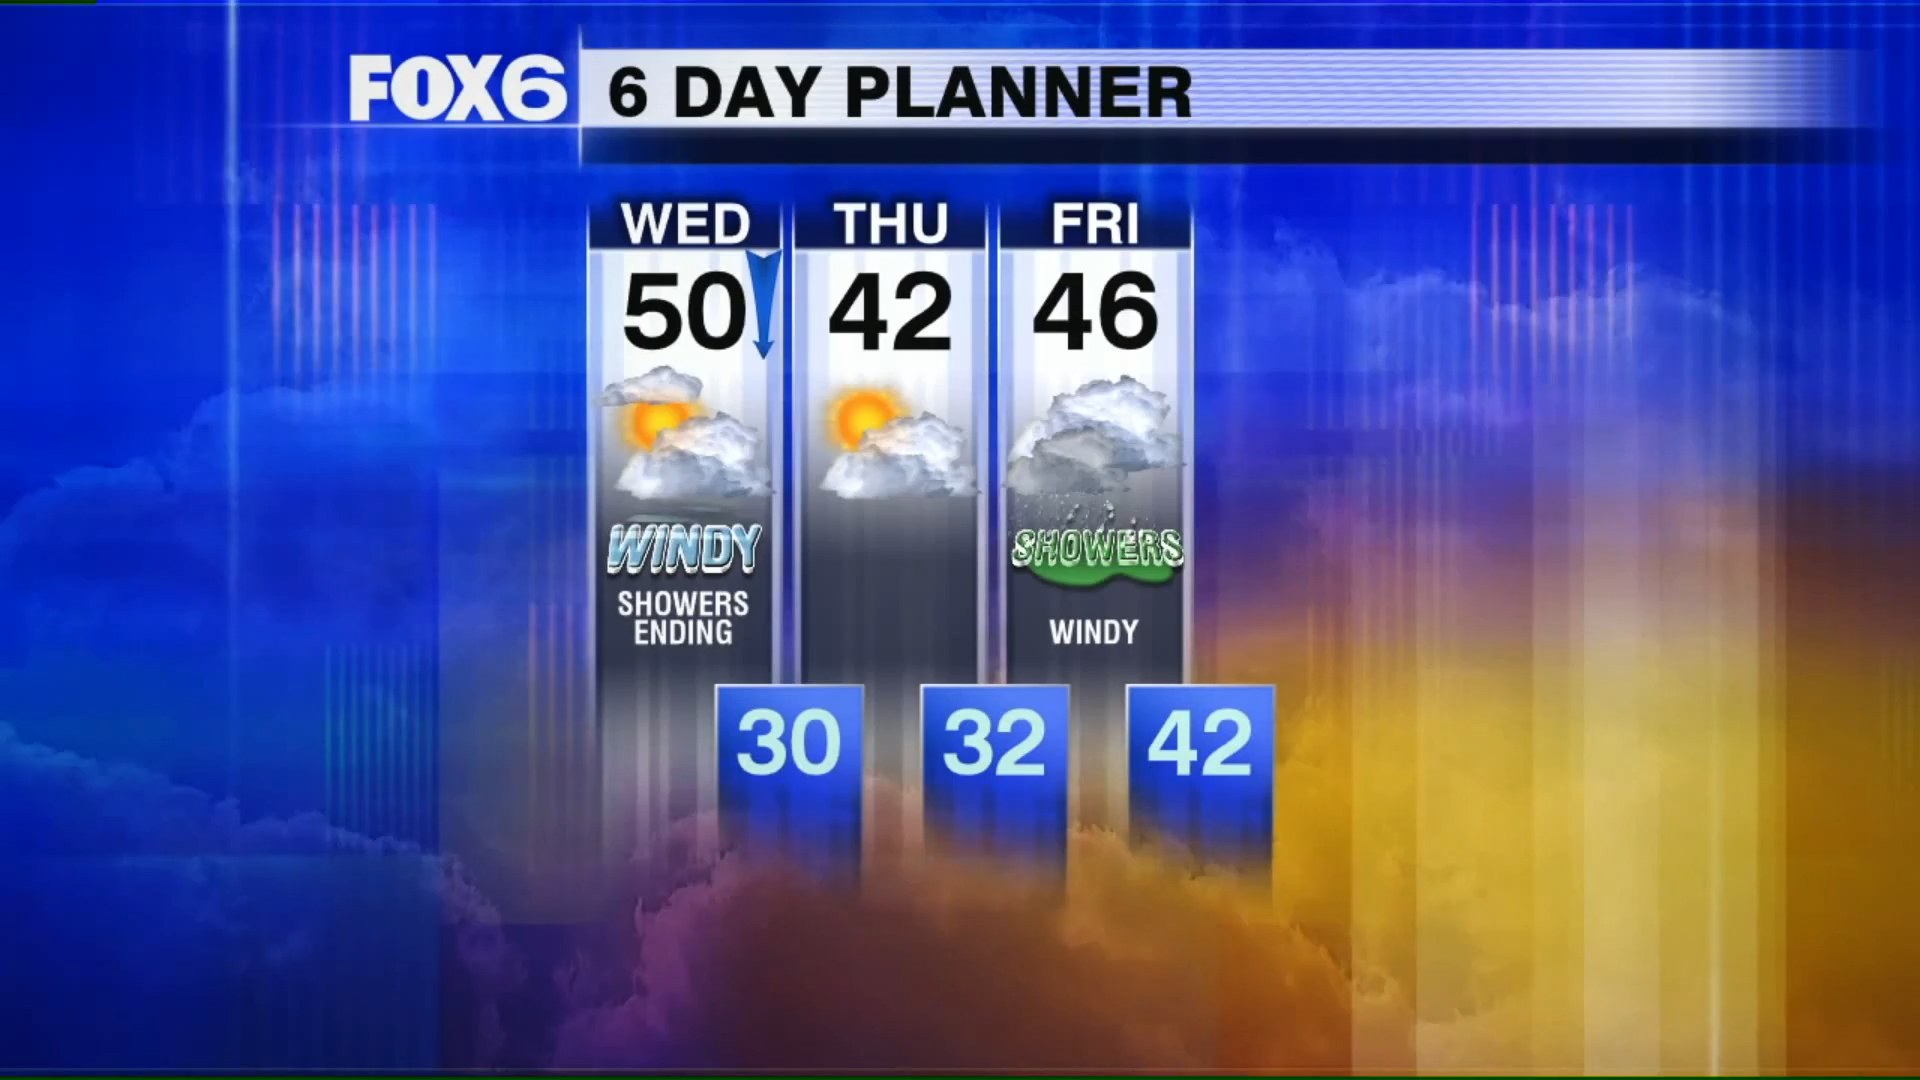 FOX6 6 DAY PLANNER
WED THU FRI
50 42 46
WINDY SHOWERS
SHOWERS
ENDING WINDY
30 32 42